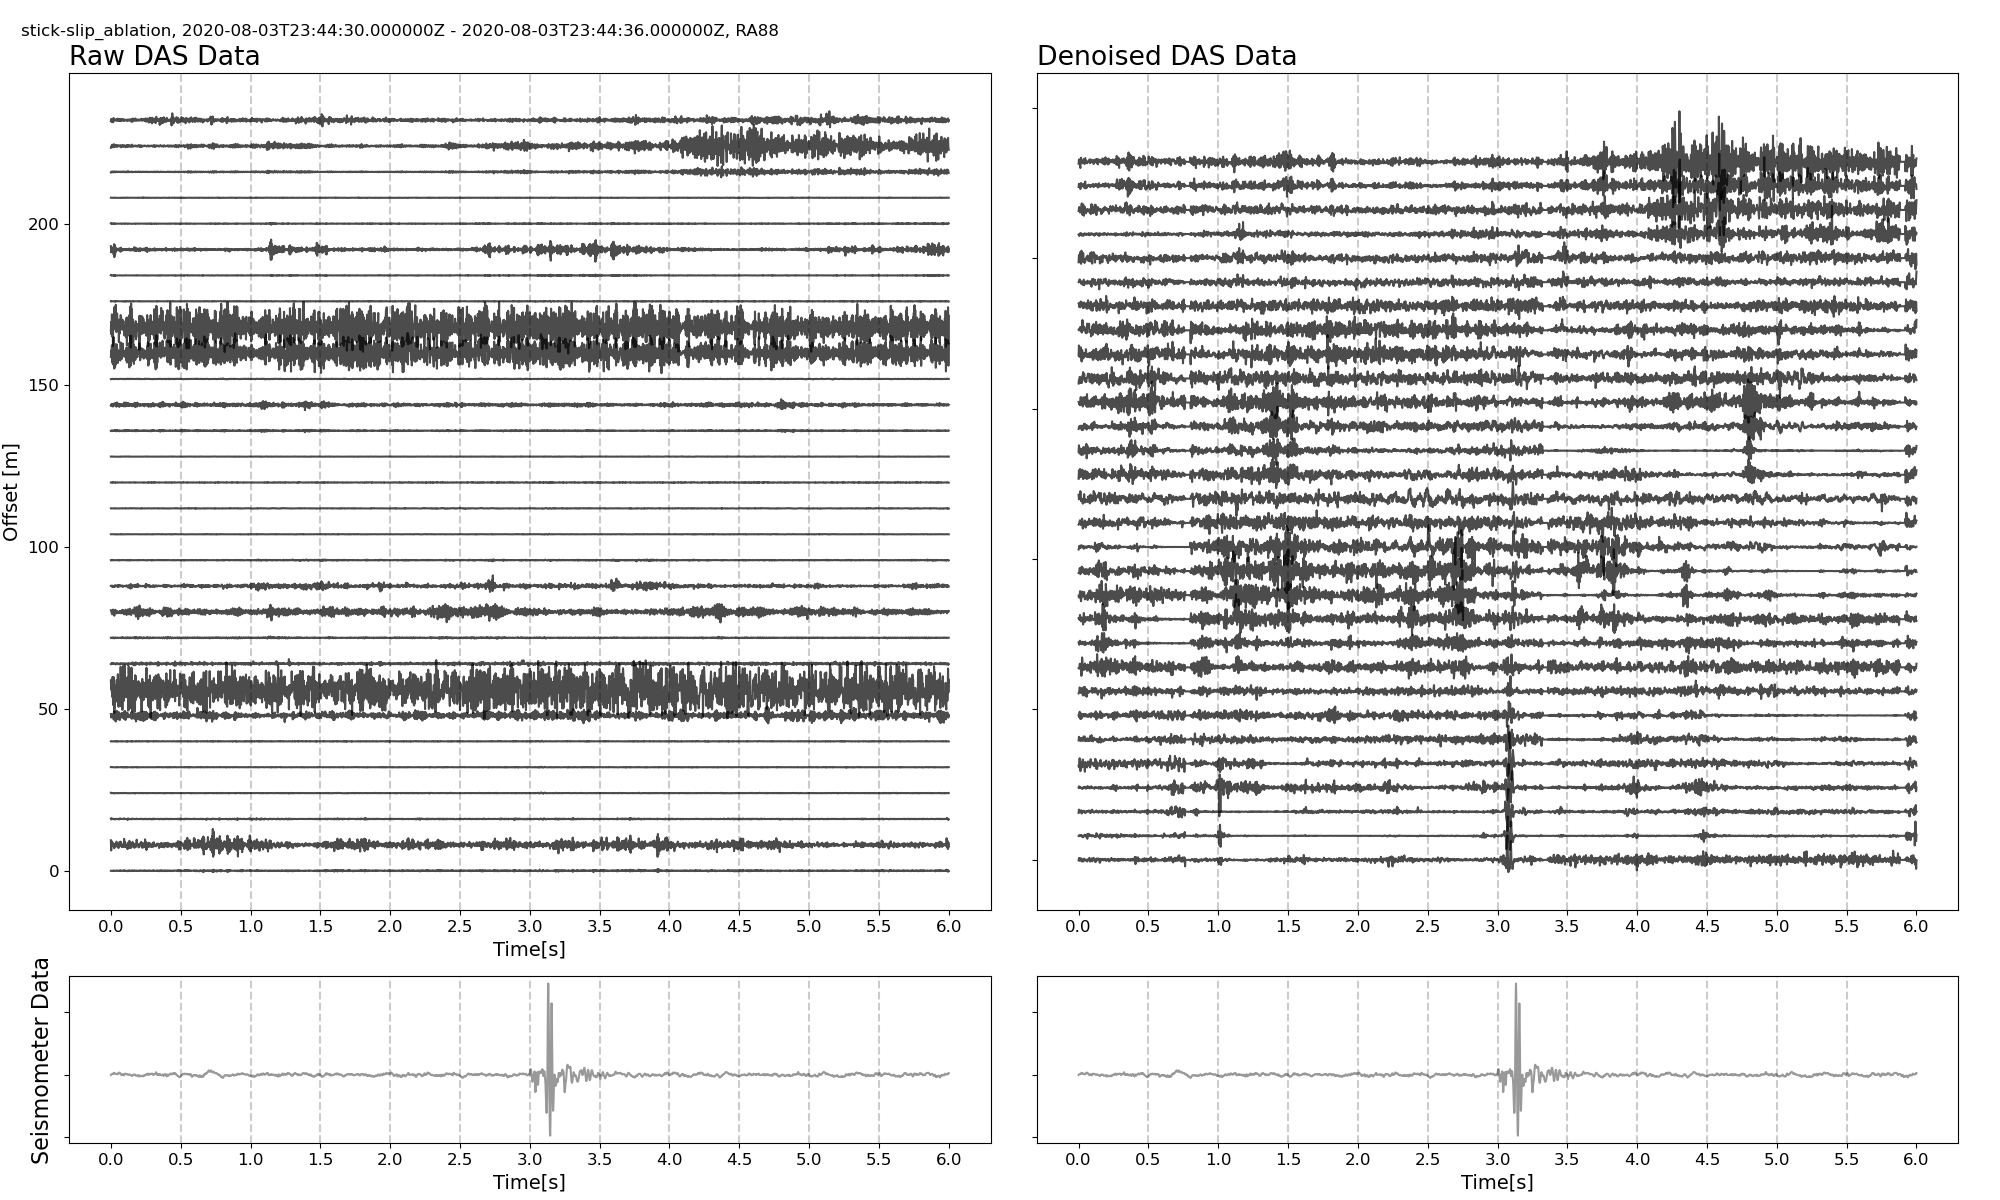 stick-slip_ablation, 2020-08-03T23:44:30.000000Z - 2020-08-03T23:44:36.000000Z, RA88
Raw DAS Data
Denoised DAS Data
Offset [m]
200
150
100
50
0
0.0 0.5 1.0 1.5 2.0 2.5 3.0 3.5 4.0 4.5 5.0 5.5 6.0
Time[s]
0.0 0.5 1.0 1.5 2.0 2.5 3.0 3.5 4.0 4.5 5.0 5.5 6.0
Seismometer Data
0.0 0.5 1.0 1.5 2.0 2.5 3.0 3.5 4.0 4.5 5.0 5.5 6.0
Time[s]
0.0 0.5 1.0 1.5 2.0 2.5 3.0 3.5 4.0 4.5 5.0 5.5 6.0
Time[s]